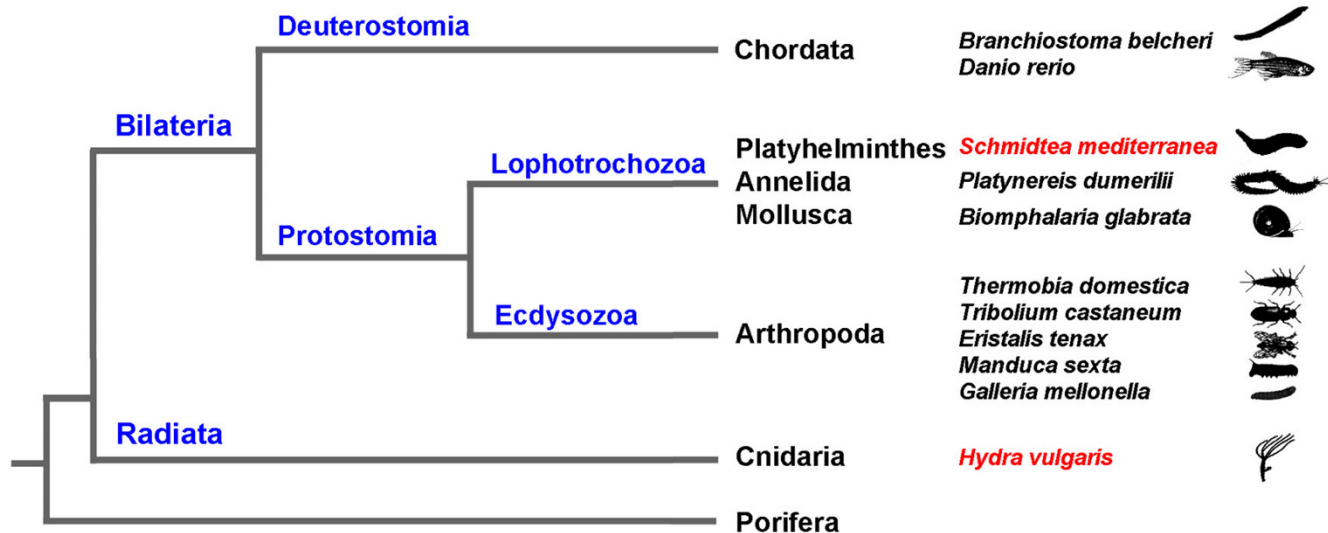 Deuterostomia
Chordata
Branchiostoma belcheri
Danio rerio
Bilateria
Platyhelminthes
Schmidtea mediterranea
Lophotrochozoa
Annelida
Platynereis dumerilii
Mollusca
Biomphalaria glabrata
Protostomia
Thermobia domestica
Ecdysozoa
Tribolium castaneum
Arthropoda
Eristalis tenax
Manduca sexta
Galleria mellonella
Radiata
Cnidaria
Hydra vulgaris
Porifera